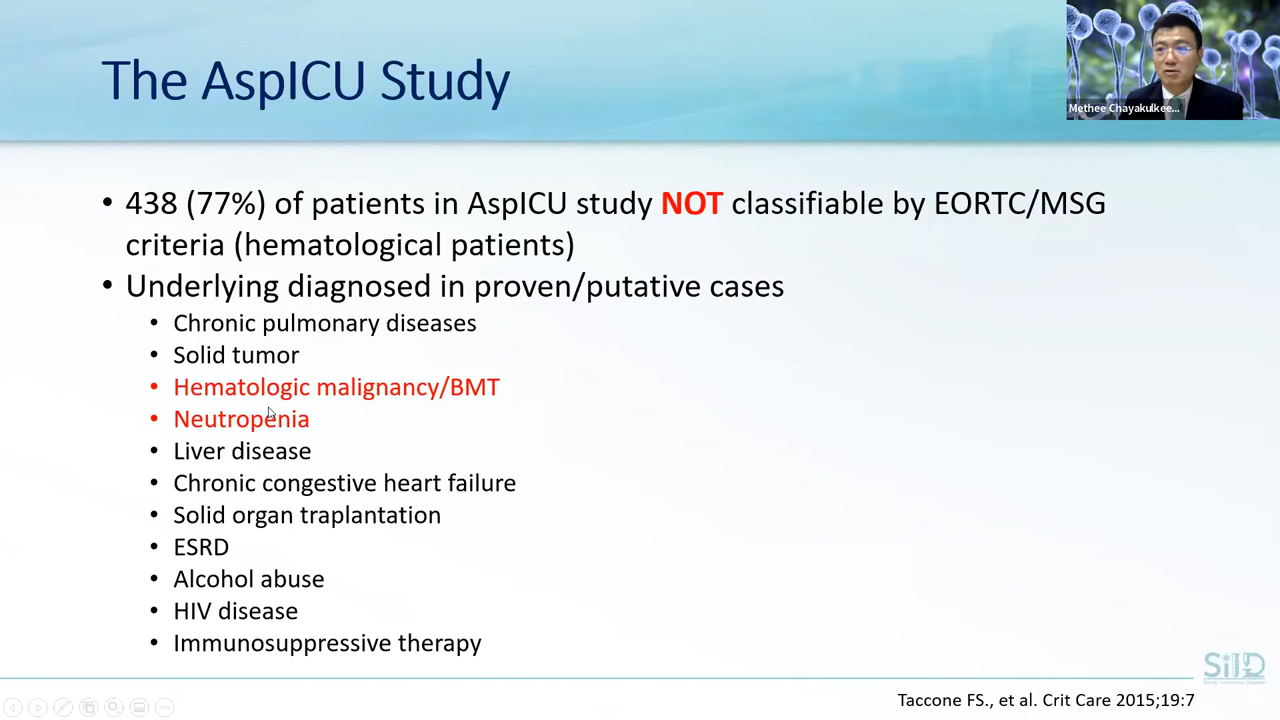 The AspICU Study
Methee Chayakulkee...
• 438 (77%) of patients in AspICU study NOT classifiable by EORTC/MSG
criteria (hematological patients)
• Underlying diagnosed in proven/putative cases
• Chronic pulmonary diseases
• Solid tumor
• Hematologic malignancy/BMT
• Neutropenia
• Liver disease
• Chronic congestive heart failure
• Solid organ traplantation
• ESRD
• Alcohol abuse
• HIV disease
• Immunosuppressive therapy
SiID
Taccone FS., et al. Crit Care 2015;19:7